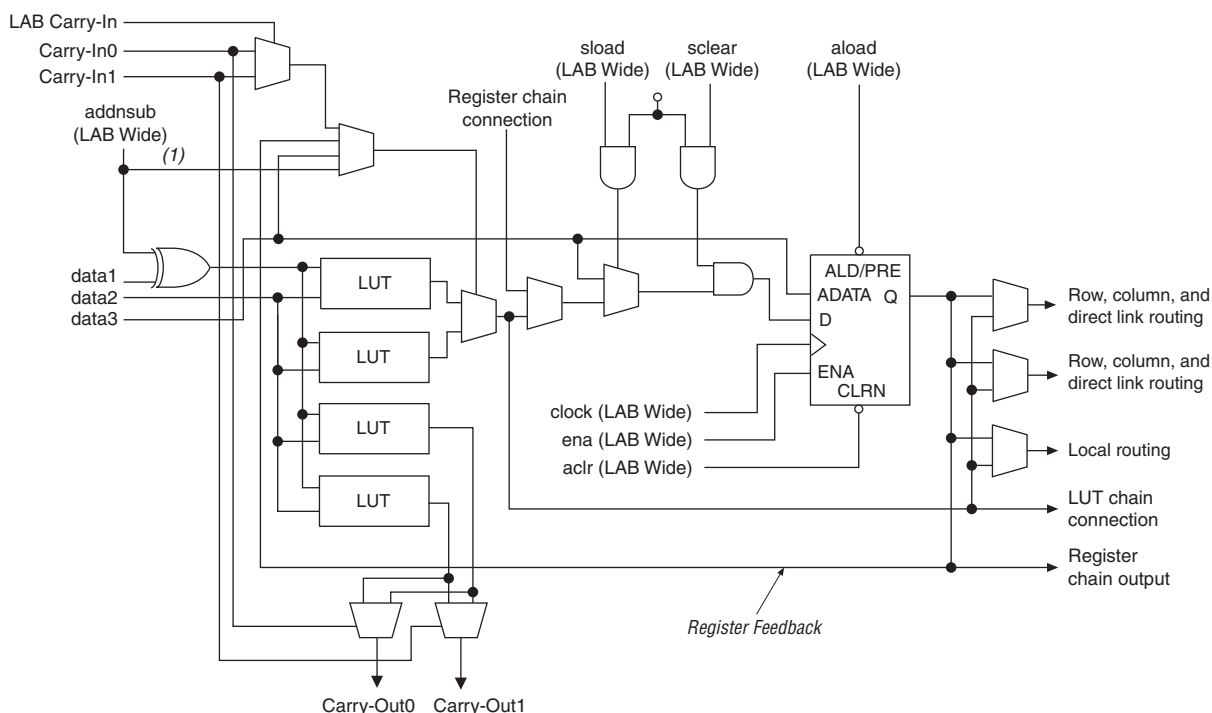 LAB Carry-In
Carry-In0
Carry-In1
addnsub
(LAB Wide)
(1)
Register chain
connection
sload
(LAB Wide)
sclear
(LAB Wide)
aload
(LAB Wide)
data1
data2
data3
LUT
LUT
LUT
LUT
ALD/PRE
ADATA
Q
D
ENA
CLRN
clock (LAB Wide)
ena (LAB Wide)
aclr (LAB Wide)
Row, column, and
direct link routing
Row, column, and
direct link routing
Local routing
LUT chain
connection
Register
chain output
Register Feedback
Carry-Out0
Carry-Out1